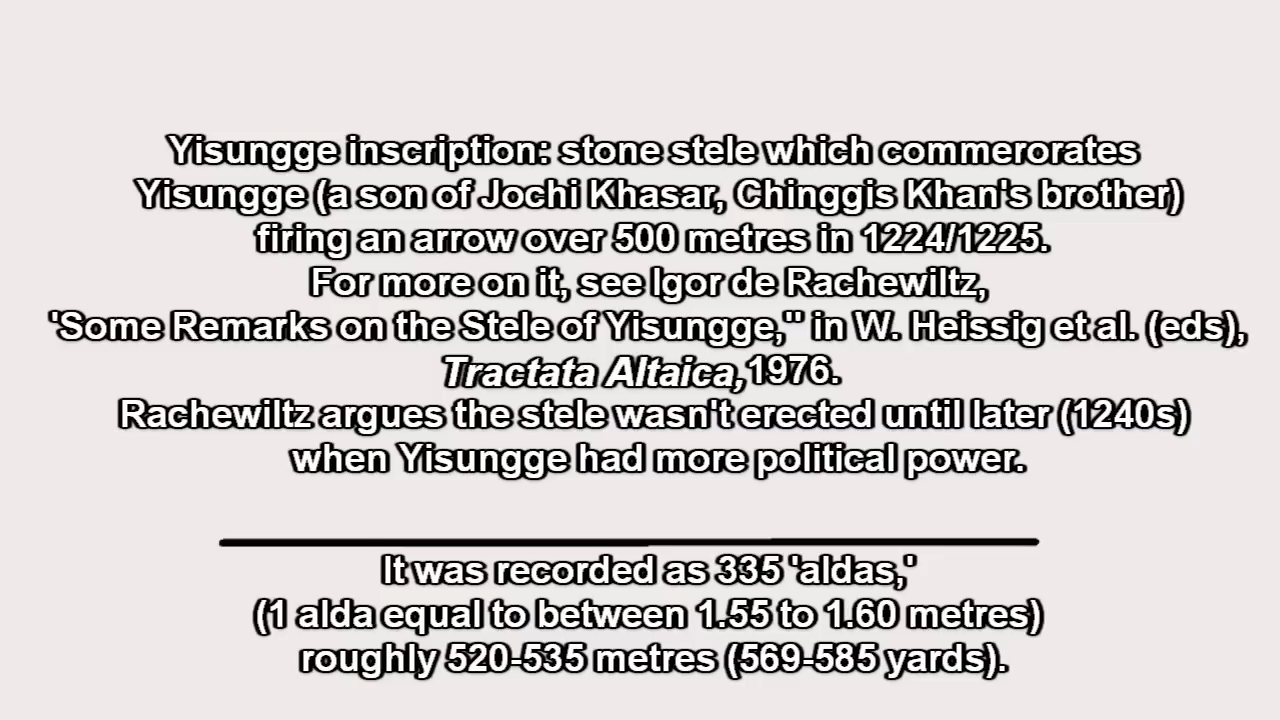 Yisungge inscription: stone stele which commerorates
Yisungge (a son of Jochi Khasar, Chinggis Khan's brother)
firing an arrow over 500 metres in 1224/1225.
For more on it, see Igor de Rachewiltz,
'Some Remarks on the Stele of Yisungge,'' in W. Heissig et al. (eds),
Tractata Altaica, 1976.
Rachewiltz argues the stele wasn't erected until later (1240s)
when Yisungge had more political power.
It was recorded as 335 'aldas,'
(1 alda equal to between 1.55 to 1.60 metres)
roughly 520-535 metres (569-585 yards).